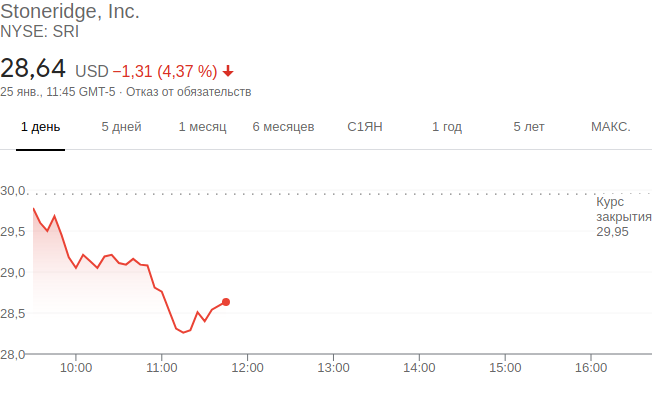 Stoneridge, Inc.
NYSE: SRI
28,64 USD −1,31 (4,37 %)
25 янв., 11:45 GMT-5 · Отказ от обязательств
1 день 5 дней 1 месяц 6 месяцев С1ЯН 1 год 5 лет МАКС.
30,0
Курс
закрытия
29,95
29,5
29,0
28,5
28,0
10:00 11:00 12:00 13:00 14:00 15:00 16:00